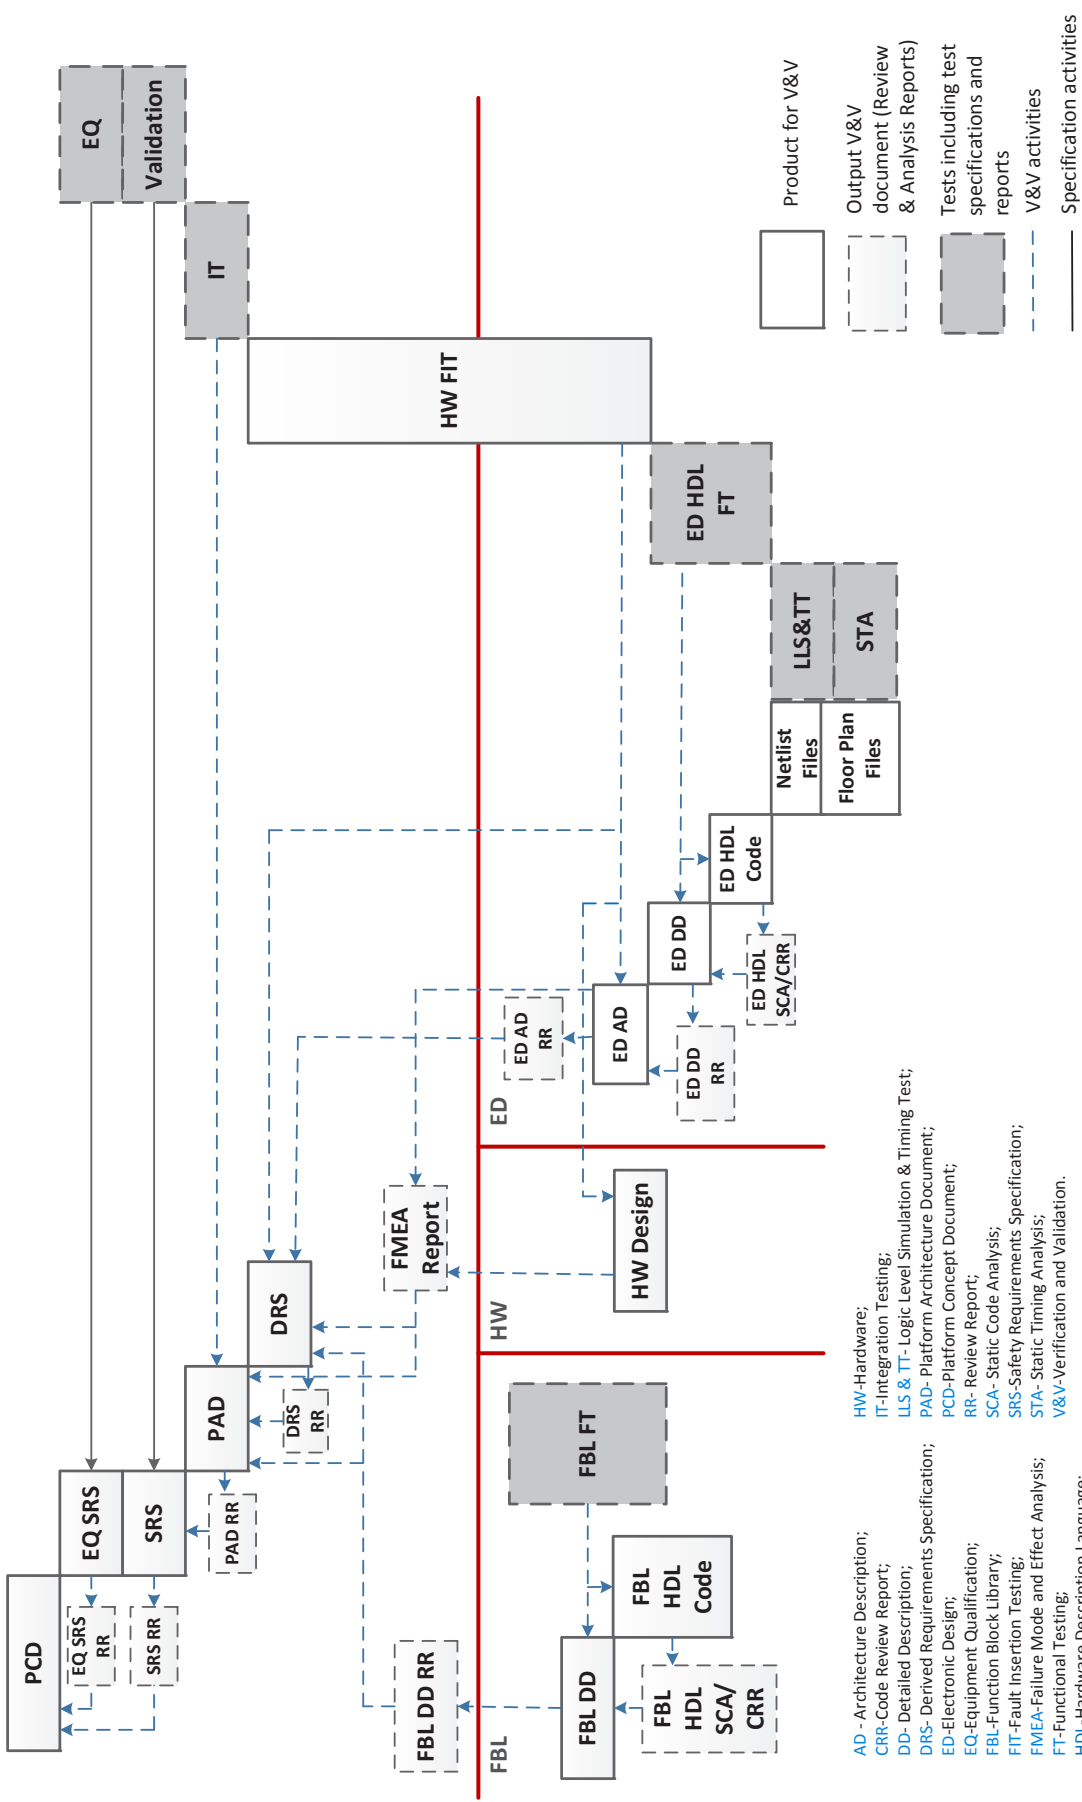 PCD
EQ SRS
SRS
EQ SRS
RR
SRS RR
PAD
PAD RR
DRS
DRS
RR
EQ
Validation
IT
HW FIT
FMEA
Report
FBL DD RR
FBL
HW
ED
FBL FT
FBL DD
FBL
HDL
Code
FBL
HDL
SCA/
CRR
HW Design
ED AD
RR
ED AD
ED DD
RR
ED DD
ED HDL
SCA/CRR
ED HDL
Code
Netlist
Files
Floor Plan
Files
LLS&TT
STA
ED HDL
FT
Product for V&V
Output V&V
document (Review
& Analysis Reports)
Tests including test
specifications and
reports
V&V activities
Specification activities
AD - Architecture Description;
CRR-Code Review Report;
DD- Detailed Description;
DRS- Derived Requirements Specification;
ED-Electronic Design;
EQ-Equipment Qualification;
FBL-Function Block Library;
FIT-Fault Insertion Testing;
FMEA-Failure Mode and Effect Analysis;
FT-Functional Testing;
HDL-Hardware Description Language;
HW-Hardware;
IT-Integration Testing;
LLS & TT- Logic Level Simulation & Timing Test;
PAD- Platform Architecture Document;
PCD-Platform Concept Document;
RR- Review Report;
SCA- Static Code Analysis;
SRS-Safety Requirements Specification;
STA- Static Timing Analysis;
V&V-Verification and Validation.